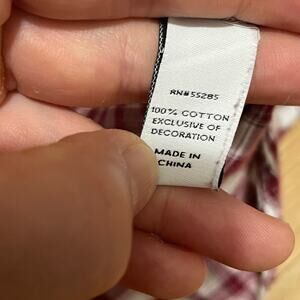 RN#55285
100% COTTON
EXCLUSIVE OF
DECORATION
MADE IN
CHINA